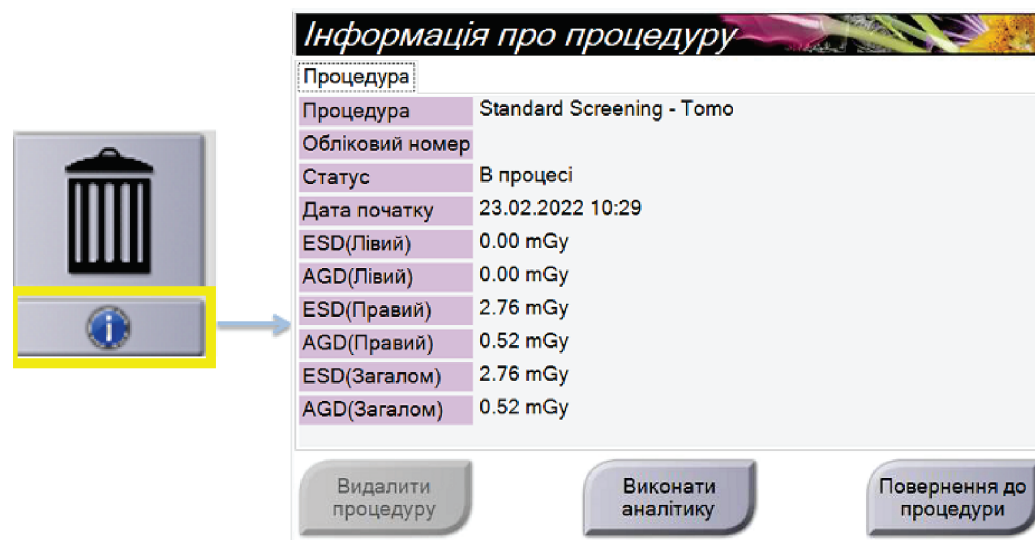 Інформація про процедуру
Процедура
Процедура Standard Screening - Tomo
Обліковий номер
Статус В процесі
Дата початку 23.02.2022 10:29
ESD(Лівий) 0.00 mGy
AGD(Лівий) 0.00 mGy
ESD(Правий) 2.76 mGy
AGD(Правий) 0.52 mGy
ESD(Загалом) 2.76 mGy
AGD(Загалом) 0.52 mGy
Видалити
процедуру
Виконати
аналітику
Повернення до
процедури